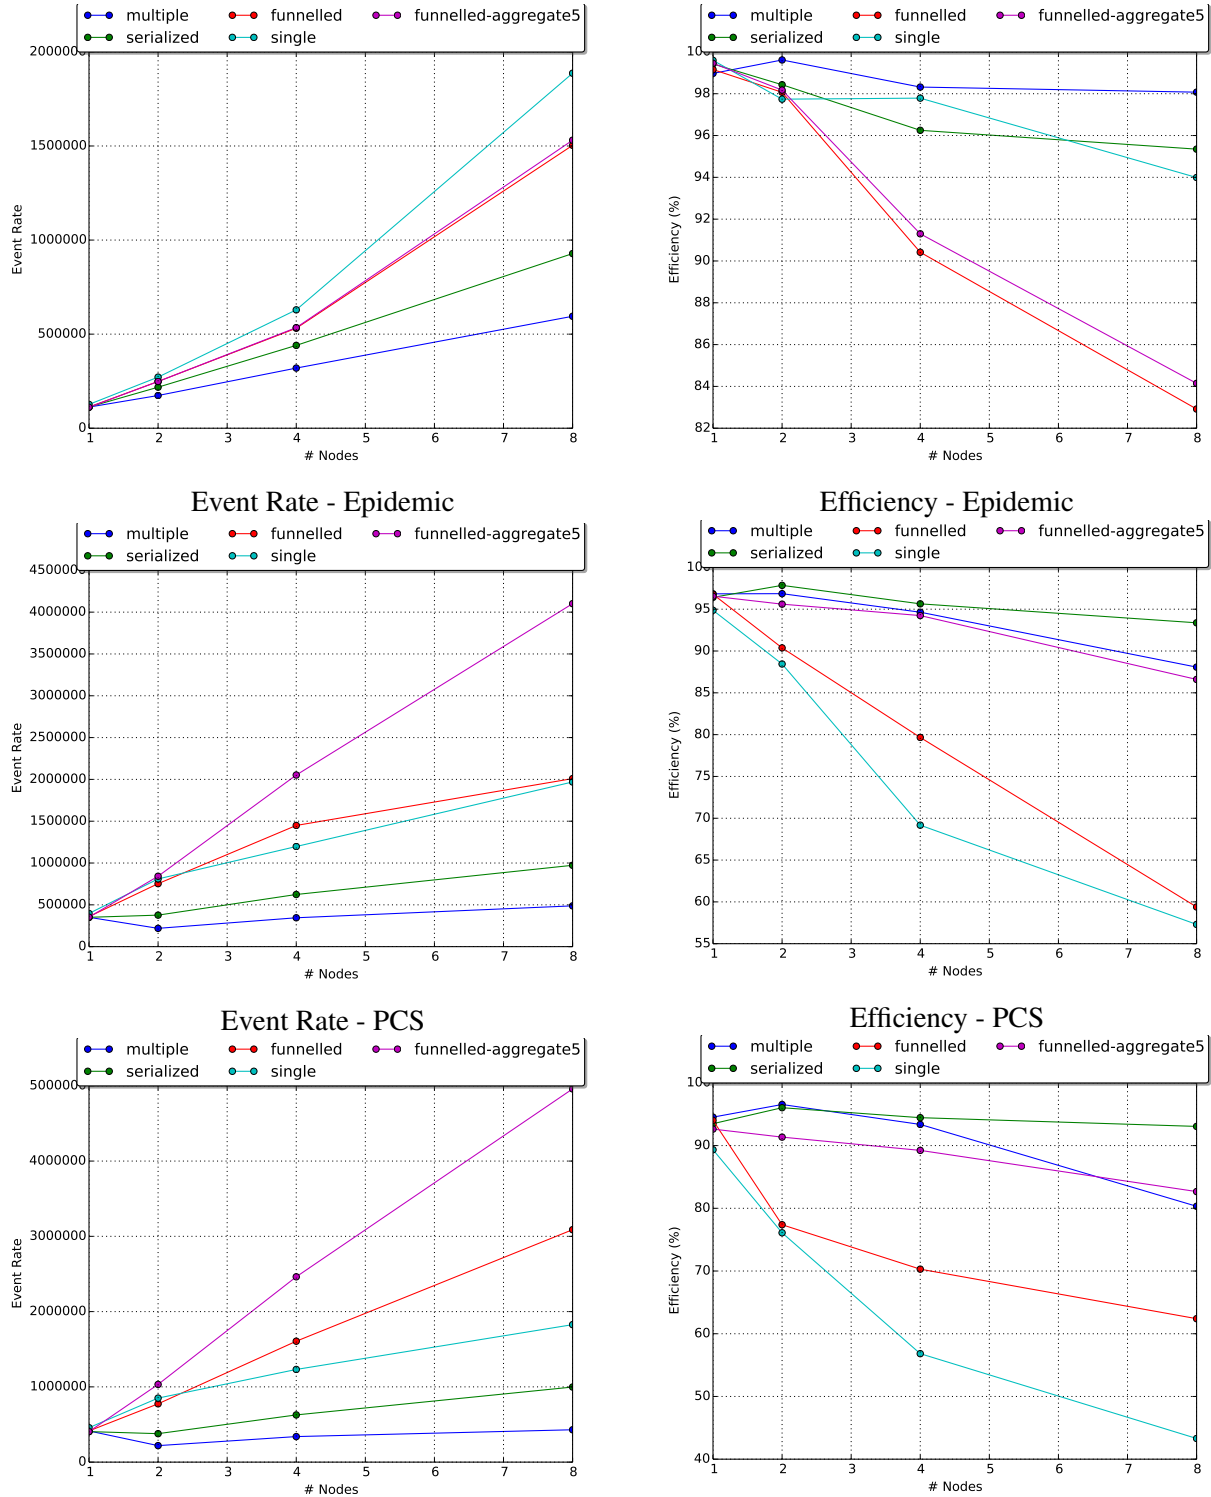 multiple funnelled funnelled-aggregate5
serialized single
2000000
1500000
1000000
500000
0
1 2 3 4 5 6 7 8
Event Rate
# Nodes
multiple funnelled funnelled-aggregate5
serialized single
100
98
96
94
92
90
88
86
84
82
1 2 3 4 5 6 7 8
Efficiency (%)
# Nodes
Event Rate - Epidemic
Efficiency - Epidemic
multiple funnelled funnelled-aggregate5
serialized single
4500000
4000000
3500000
3000000
2500000
2000000
1500000
1000000
500000
0
1 2 3 4 5 6 7 8
Event Rate
# Nodes
multiple funnelled funnelled-aggregate5
serialized single
100
95
90
85
80
75
70
65
60
55
1 2 3 4 5 6 7 8
Efficiency (%)
# Nodes
Event Rate - PCS
Efficiency - PCS
multiple funnelled funnelled-aggregate5
serialized single
5000000
4000000
3000000
2000000
1000000
0
1 2 3 4 5 6 7 8
Event Rate
# Nodes
multiple funnelled funnelled-aggregate5
serialized single
100
90
80
70
60
50
40
1 2 3 4 5 6 7 8
Efficiency (%)
# Nodes